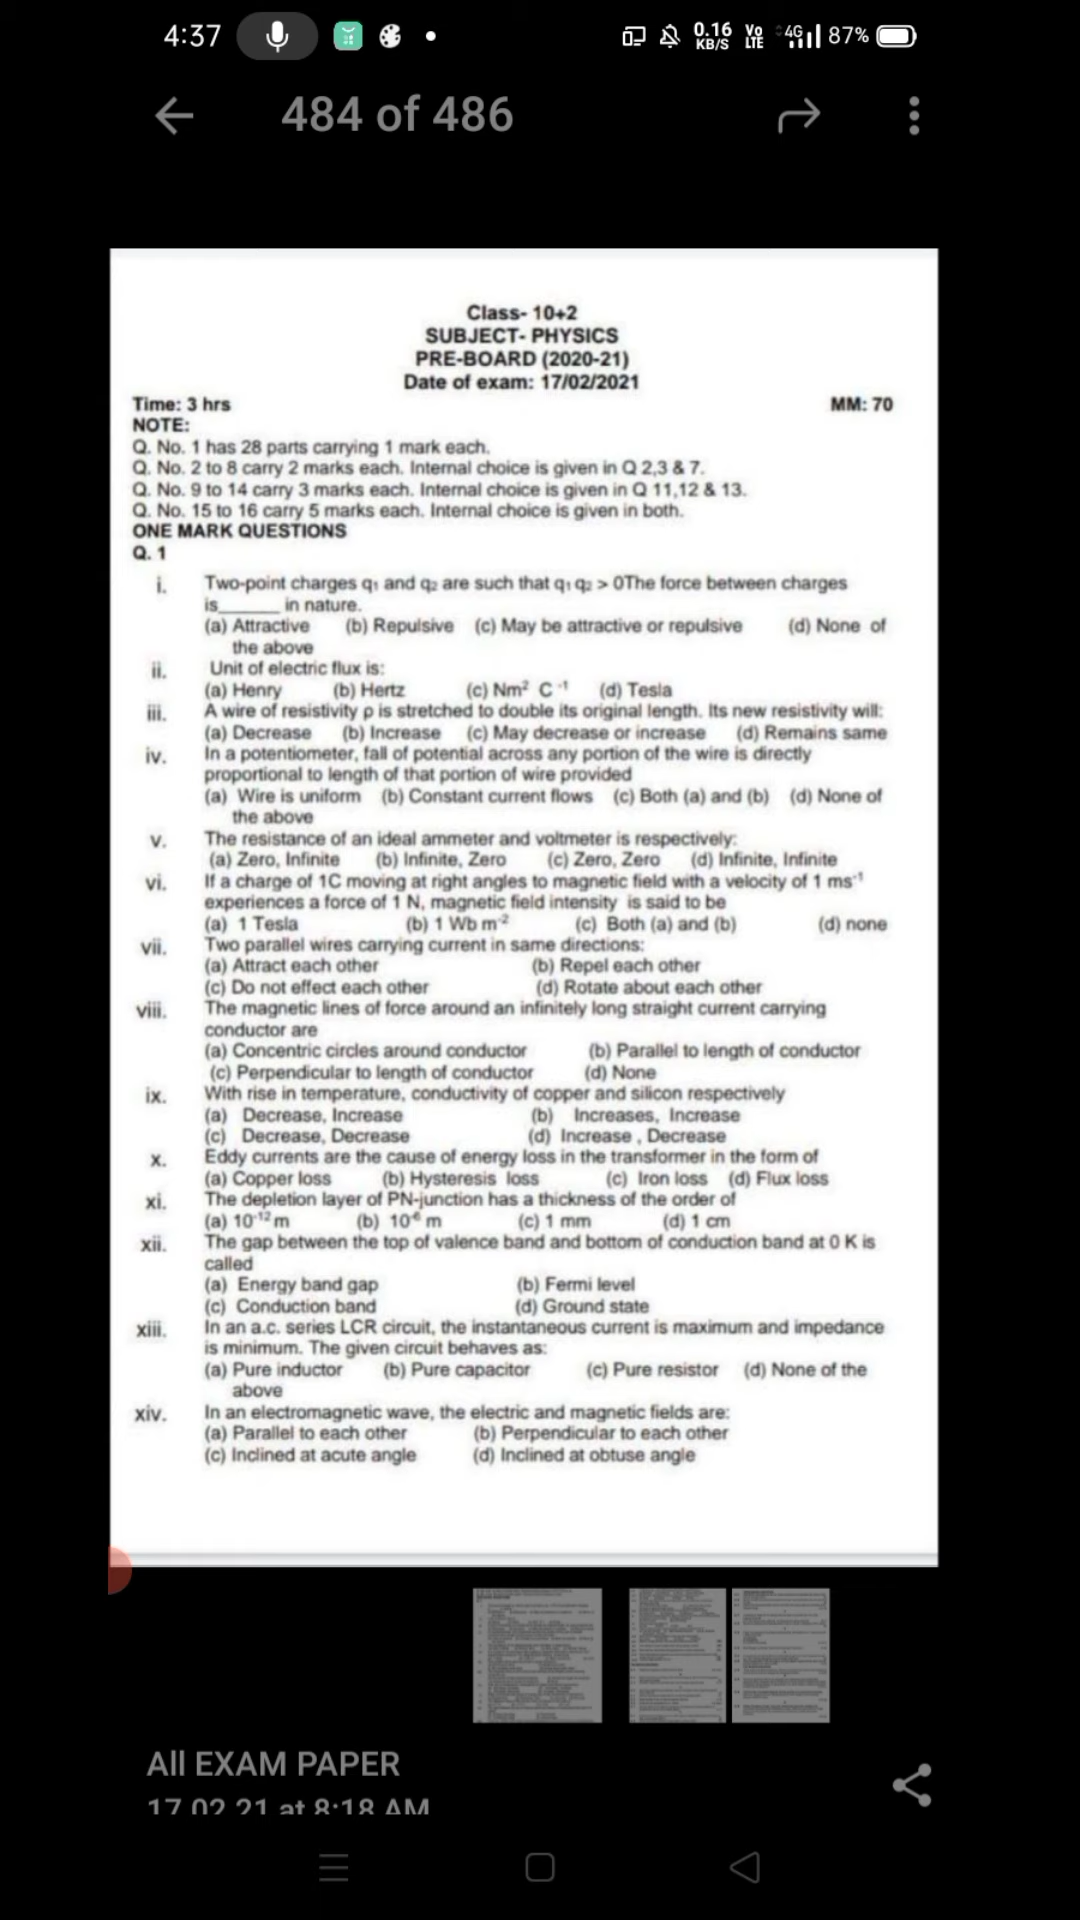 4:37
0.16 KB/S Vo LTE 4G 87%
484 of 486
Class- 10+2
SUBJECT- PHYSICS
PRE-BOARD (2020-21)
Date of exam: 17/02/2021
Time: 3 hrs MM: 70
NOTE:
Q. No. 1 has 28 parts carrying 1 mark each.
Q. No. 2 to 8 carry 2 marks each. Internal choice is given in Q 2,3 & 7.
Q. No. 9 to 14 carry 3 marks each. Internal choice is given in Q 11,12 & 13.
Q. No. 15 to 16 carry 5 marks each. Internal choice is given in both.
ONE MARK QUESTIONS
Q. 1
i. Two-point charges q₁ and q₂ are such that q₁ q₂ > 0The force between charges
is______ in nature.
(a) Attractive (b) Repulsive (c) May be attractive or repulsive (d) None of
the above
ii. Unit of electric flux is:
(a) Henry (b) Hertz (c) Nm² C⁻¹ (d) Tesla
iii. A wire of resistivity ρ is stretched to double its original length. Its new resistivity will:
(a) Decrease (b) Increase (c) May decrease or increase (d) Remains same
iv. In a potentiometer, fall of potential across any portion of the wire is directly
proportional to length of that portion of wire provided
(a) Wire is uniform (b) Constant current flows (c) Both (a) and (b) (d) None of
the above
v. The resistance of an ideal ammeter and voltmeter is respectively:
(a) Zero, Infinite (b) Infinite, Zero (c) Zero, Zero (d) Infinite, Infinite
vi. If a charge of 1C moving at right angles to magnetic field with a velocity of 1 ms⁻¹
experiences a force of 1 N, magnetic field intensity is said to be
(a) 1 Tesla (b) 1 Wb m⁻² (c) Both (a) and (b) (d) none
vii. Two parallel wires carrying current in same directions:
(a) Attract each other (b) Repel each other
(c) Do not effect each other (d) Rotate about each other
viii. The magnetic lines of force around an infinitely long straight current carrying
conductor are
(a) Concentric circles around conductor (b) Parallel to length of conductor
(c) Perpendicular to length of conductor (d) None
ix. With rise in temperature, conductivity of copper and silicon respectively
(a) Decrease, Increase (b) Increases, Increase
(c) Decrease, Decrease (d) Increase , Decrease
x. Eddy currents are the cause of energy loss in the transformer in the form of
(a) Copper loss (b) Hysteresis loss (c) Iron loss (d) Flux loss
xi. The depletion layer of PN-junction has a thickness of the order of
(a) 10⁻¹² m (b) 10⁻⁶ m (c) 1 mm (d) 1 cm
xii. The gap between the top of valence band and bottom of conduction band at 0 K is
called
(a) Energy band gap (b) Fermi level
(c) Conduction band (d) Ground state
xiii. In an a.c. series LCR circuit, the instantaneous current is maximum and impedance
is minimum. The given circuit behaves as:
(a) Pure inductor (b) Pure capacitor (c) Pure resistor (d) None of the
above
xiv. In an electromagnetic wave, the electric and magnetic fields are:
(a) Parallel to each other (b) Perpendicular to each other
(c) Inclined at acute angle (d) Inclined at obtuse angle
All EXAM PAPER
17.02.21 at 8:18 AM